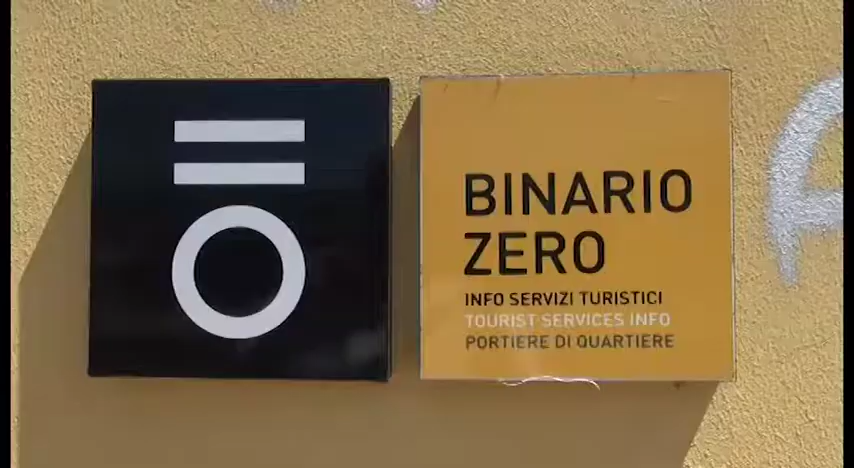 BINARIO
ZERO
INFO SERVIZI TURISTICI
TOURIST SERVICES INFO
PORTIERE DI QUARTIERE